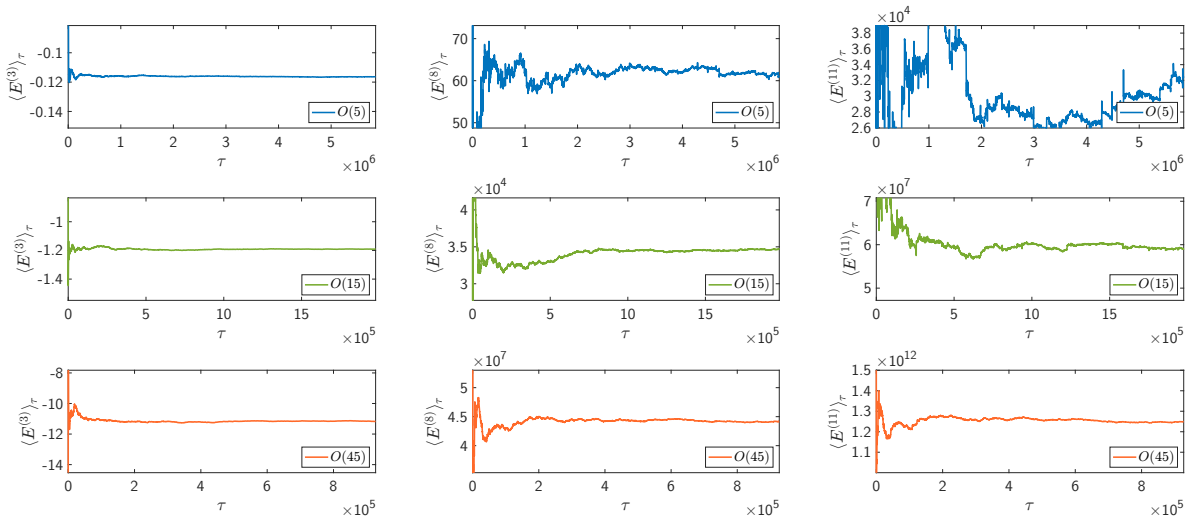 -0.1
-0.12
-0.14
⟨E^{(3)}⟩_τ
0 1 2 3 4 5
τ
×10^6
O(5)
70
60
50
⟨E^{(8)}⟩_τ
0 1 2 3 4 5
τ
×10^6
O(5)
×10^4
3.8
3.6
3.4
3.2
3
2.8
2.6
⟨E^{(11)}⟩_τ
0 1 2 3 4 5
τ
×10^6
O(5)
-1
-1.2
-1.4
⟨E^{(3)}⟩_τ
0 5 10 15
τ
×10^5
O(15)
×10^4
4
3.5
3
⟨E^{(8)}⟩_τ
0 5 10 15
τ
×10^5
O(15)
×10^7
7
6
5
⟨E^{(11)}⟩_τ
0 5 10 15
τ
×10^5
O(15)
-8
-10
-12
-14
⟨E^{(3)}⟩_τ
0 2 4 6 8
τ
×10^5
O(45)
×10^7
5
4.5
4
⟨E^{(8)}⟩_τ
0 2 4 6 8
τ
×10^5
O(45)
×10^12
1.5
1.4
1.3
1.2
1.1
⟨E^{(11)}⟩_τ
0 2 4 6 8
τ
×10^5
O(45)